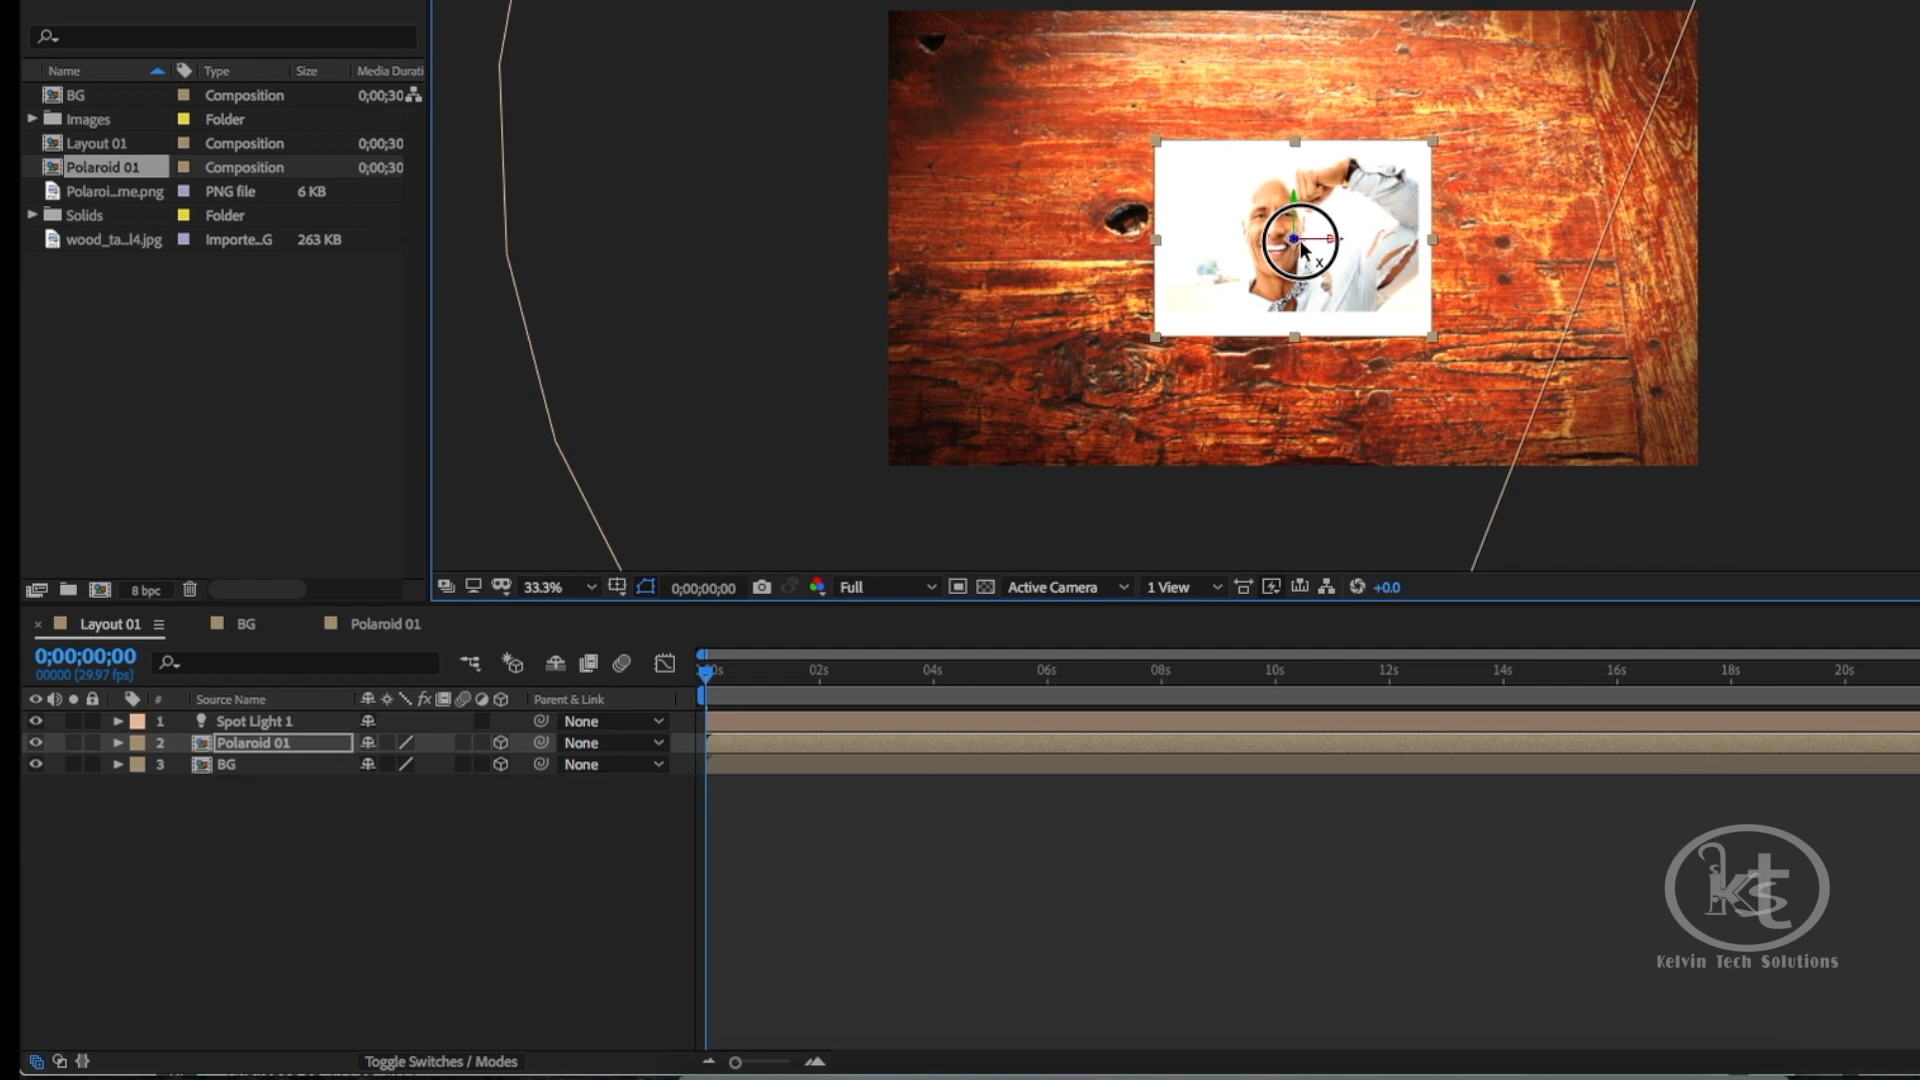 Name Type Size Media Durati
BG Composition 0;00;30
Images Folder
Layout 01 Composition 0;00;30
Polaroid 01 Composition 0;00;30
Polaroi...me.png PNG file 6 KB
Solids Folder
wood_ta...l4.jpg Importe...G 263 KB
x
8 bpc
33.3% 0;00;00;00 Full Active Camera 1 View +0.0
Layout 01 BG Polaroid 01
0;00;00;00
00000 (29.97 fps)
00s 02s 04s 06s 08s 10s 12s 14s 16s 18s 20s
# Source Name fx Parent & Link
1 Spot Light 1 None
2 Polaroid 01 None
3 BG None
kts
Kelvin Tech Solutions
Toggle Switches / Modes